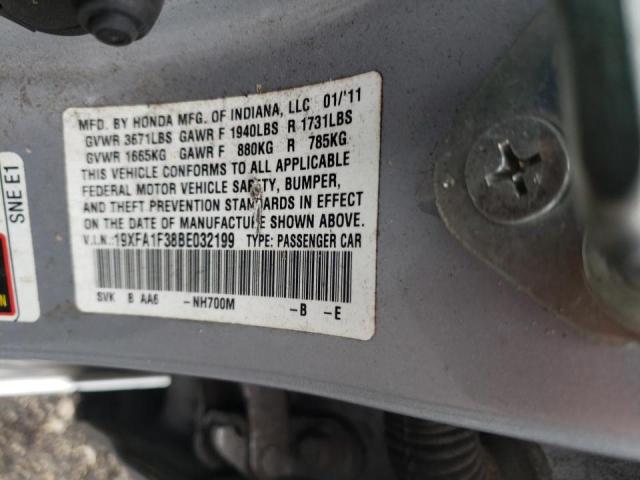 MFD. BY HONDA MFG. OF INDIANA, LLC 01/'11
GVWR 3671LBS GAWR F 1940LBS R 1731LBS
GVWR 1665KG GAWR F 880KG R 785KG
THIS VEHICLE CONFORMS TO ALL APPLICABLE
FEDERAL MOTOR VEHICLE SAFETY, BUMPER,
AND THEFT PREVENTION STANDARDS IN EFFECT
ON THE DATE OF MANUFACTURE SHOWN ABOVE.
V.I.N.:19XFA1F38BE032199 TYPE: PASSENGER CAR
SVK B AA6 -NH700M -B -E
SNE E1